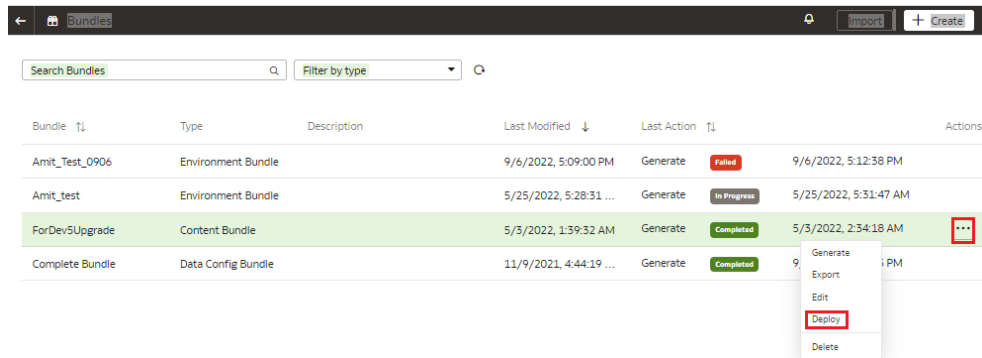 Bundles Import + Create
Search Bundles Filter by type
Bundle Type Description Last Modified Last Action Actions
Amit_Test_0906 Environment Bundle 9/6/2022, 5:09:00 PM Generate Failed 9/6/2022, 5:12:38 PM
Amit_test Environment Bundle 5/25/2022, 5:28:31 ... Generate In Progress 5/25/2022, 5:31:47 AM
ForDev5Upgrade Content Bundle 5/3/2022, 1:39:32 AM Generate Completed 5/3/2022, 2:34:18 AM ...
Complete Bundle Data Config Bundle 11/9/2021, 4:44:19 ... Generate Completed 9 PM
Generate
Export
Edit
Deploy
Delete